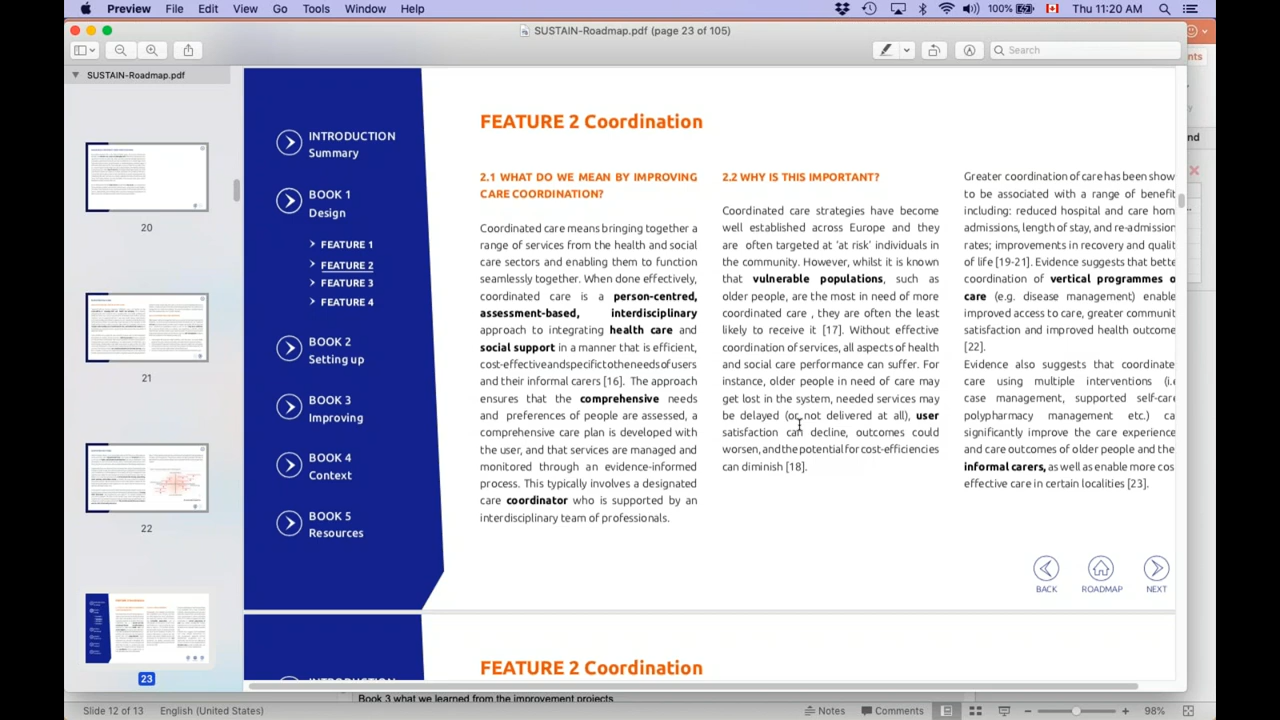 Preview File Edit View Go Tools Window Help
100% Thu 11:20 AM
SUSTAIN-Roadmap.pdf (page 23 of 105)
Search
SUSTAIN-Roadmap.pdf
20
21
22
23
INTRODUCTION
Summary
BOOK 1
Design
FEATURE 1
FEATURE 2
FEATURE 3
FEATURE 4
BOOK 2
Setting up
BOOK 3
Improving
BOOK 4
Context
BOOK 5
Resources
FEATURE 2 Coordination
2.1 WHAT DO WE MEAN BY IMPROVING
CARE COORDINATION?
Coordinated care means bringing together a
range of services from the health and social
care sectors and enabling them to function
seamlessly together. When done effectively,
coordinated care is a person-centred,
assessment-based, interdisciplinary
approach to integrating health care and
social support in a manner that is efficient,
cost-effective and specific to the needs of users
and their informal carers [16]. The approach
ensures that the comprehensive needs
and preferences of people are assessed, a
comprehensive care plan is developed with
the user, and that services are managed and
monitored through an evidence-informed
process. This typically involves a designated
care coordinator who is supported by an
interdisciplinary team of professionals.
2.2 WHY IS THIS IMPORTANT?
Coordinated care strategies have become
well established across Europe and they
are often targeted at 'at risk' individuals in
the community. However, whilst it is known
that vulnerable populations, such as
older people, are the most in need of more
coordinated care , they are often the least
likely to receive it [17]. Without effective
coordination of services, all aspects of health
and social care performance can suffer. For
instance, older people in need of care may
get lost in the system, needed services may
be delayed (or not delivered at all), user
satisfaction can decline, outcomes could
worsen, and the potential for cost-efficiencies
can diminish [18].
Greater coordination of care has been show
to be associated with a range of benefit
including: reduced hospital and care hom
admissions, length of stay, and re-admission
rates; improvements in recovery and qualit
of life [19-21]. Evidence suggests that bette
coordination of vertical programmes o
care (e.g. disease management) enable
improved access to care, greater communit
satisfaction and improved health outcome
[22].
Evidence also suggests that coordinate
care using multiple interventions (i.e
case management, supported self-care
polypharmacy management etc.) ca
significantly improve the care experience
and care outcomes of older people and the
informal carers, as well as enable more cos
effective care in certain localities [23].
BACK ROADMAP NEXT
FEATURE 2 Coordination
nts
nd
Book 3 what we learned from the improvement projects
Slide 12 of 13 English (United States) Notes Comments 98%